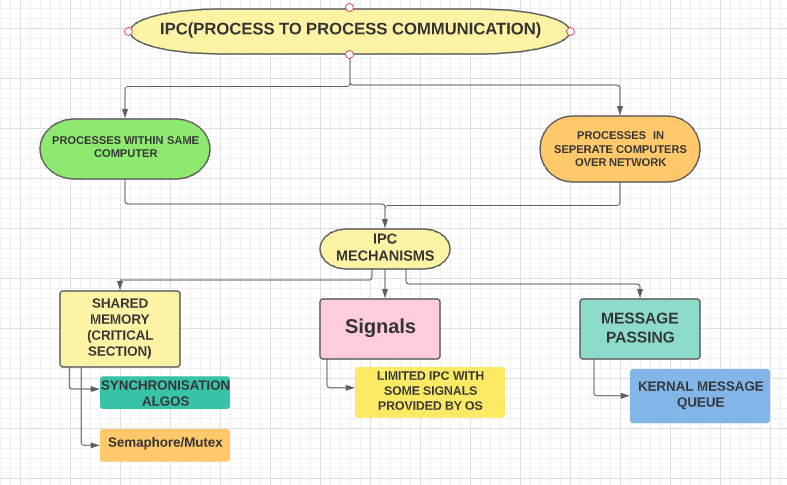 IPC(PROCESS TO PROCESS COMMUNICATION)
PROCESSES WITHIN SAME
COMPUTER
PROCESSES IN
SEPERATE COMPUTERS
OVER NETWORK
IPC
MECHANISMS
SHARED
MEMORY
(CRITICAL
SECTION)
Signals
MESSAGE
PASSING
SYNCHRONISATION
ALGOS
LIMITED IPC WITH
SOME SIGNALS
PROVIDED BY OS
KERNAL MESSAGE
QUEUE
Semaphore/Mutex